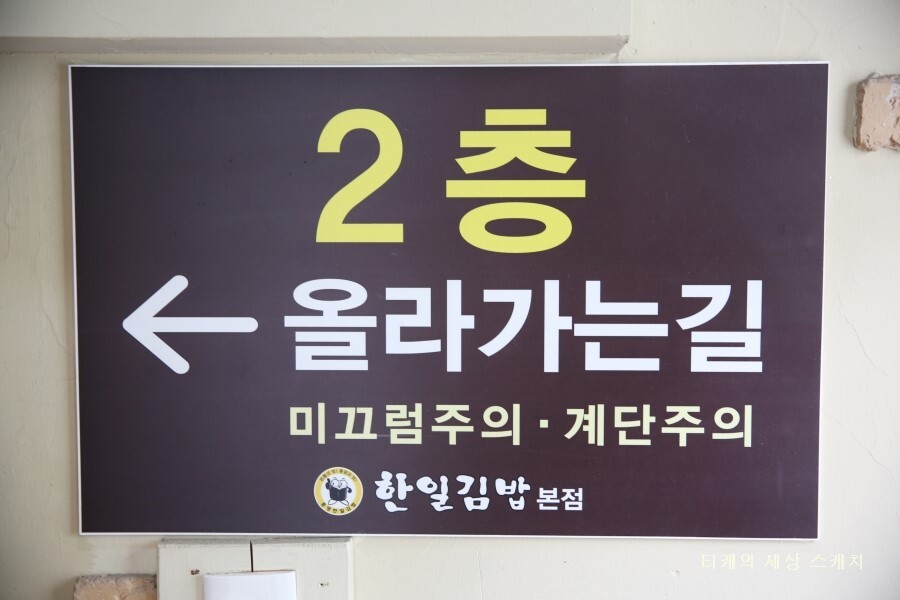 2층
← 올라가는길
미끄럼주의 · 계단주의
한일김밥 본점
티케의 세상 스케치